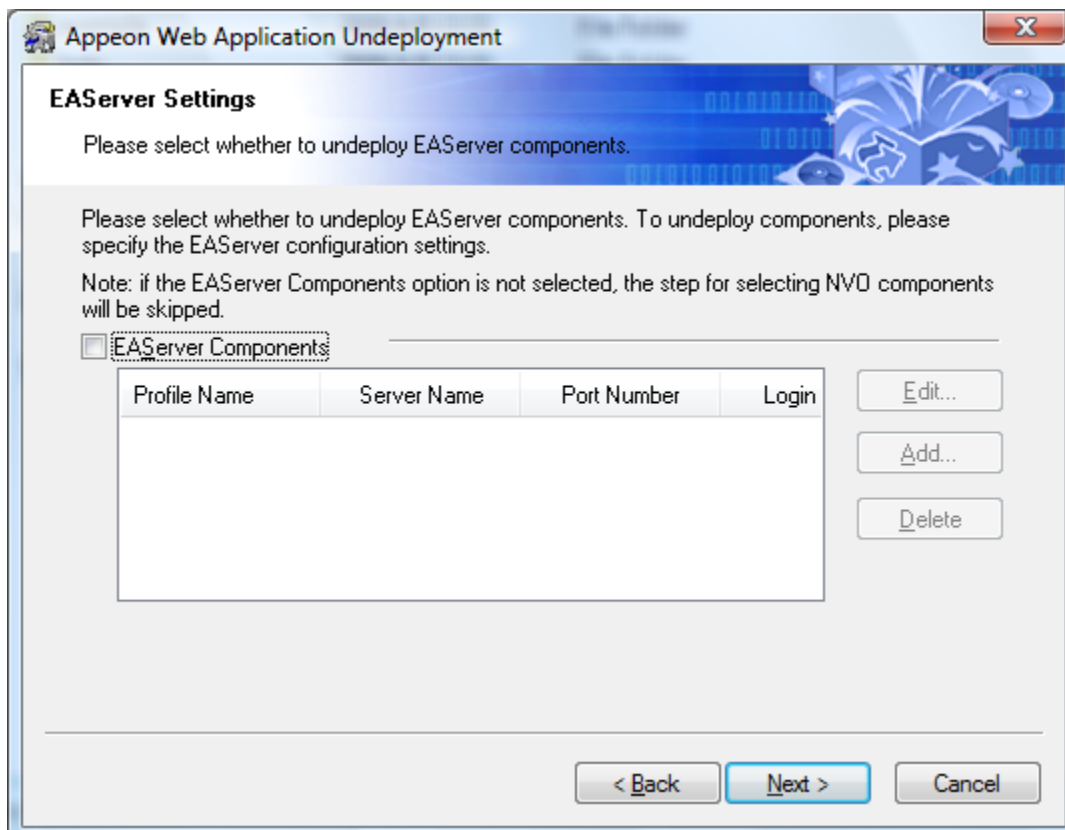 Appeon Web Application Undeployment
EAServer Settings
Please select whether to undeploy EAServer components.
Please select whether to undeploy EAServer components. To undeploy components, please
specify the EAServer configuration settings.
Note: if the EAServer Components option is not selected, the step for selecting NVO components
will be skipped.
EAServer Components
Profile Name Server Name Port Number Login
Edit...
Add...
Delete
< Back Next > Cancel